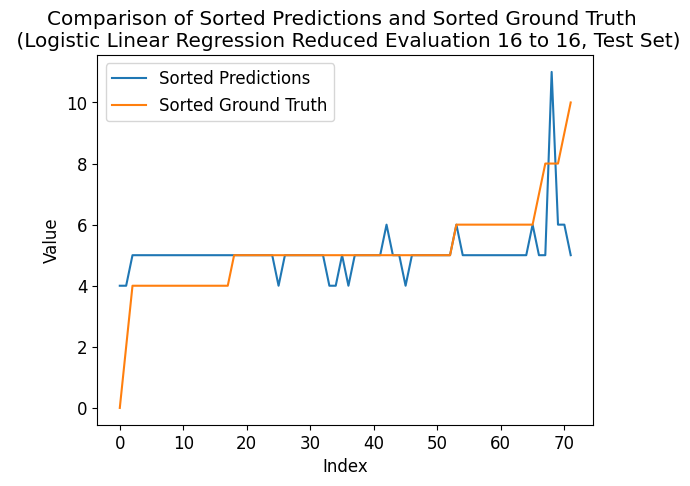 Comparison of Sorted Predictions and Sorted Ground Truth
(Logistic Linear Regression Reduced Evaluation 16 to 16, Test Set)
Sorted Predictions
Sorted Ground Truth
Value
10
8
6
4
2
0
0 10 20 30 40 50 60 70
Index